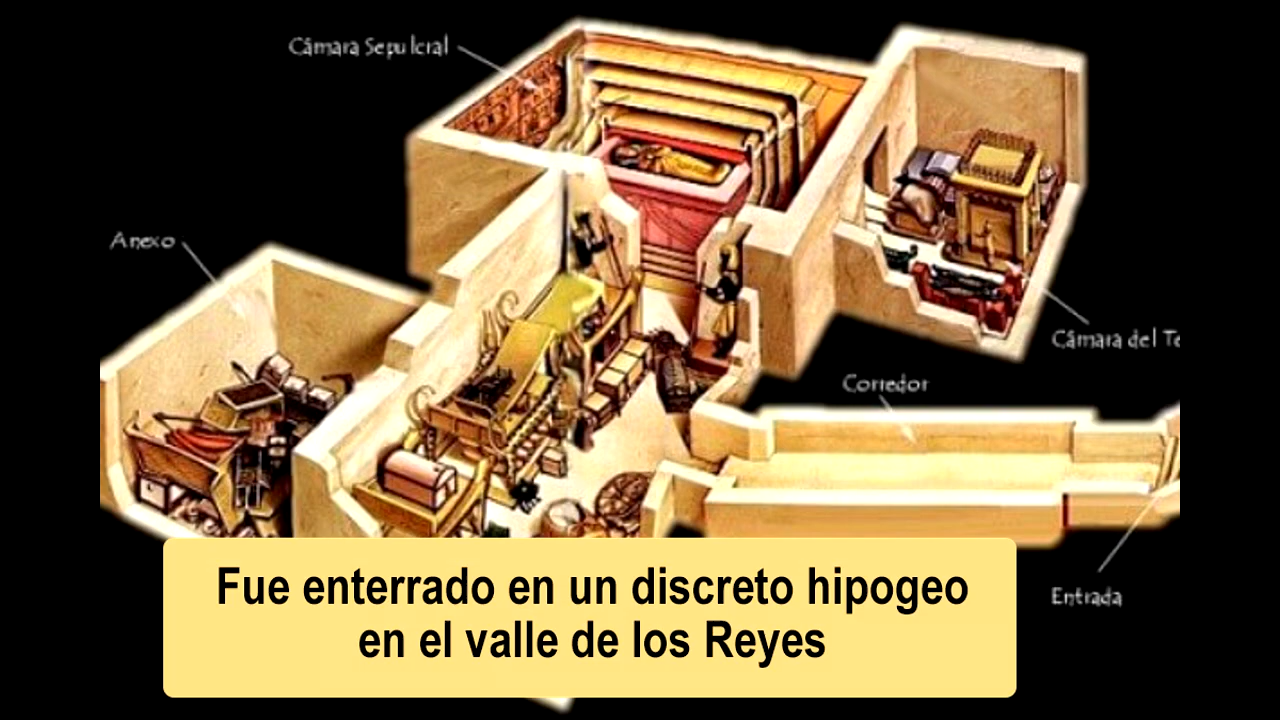 Cámara Sepulcral
Anexo
Cámara del Te
Corredor
Entrada
Fue enterrado en un discreto hipogeo
en el valle de los Reyes